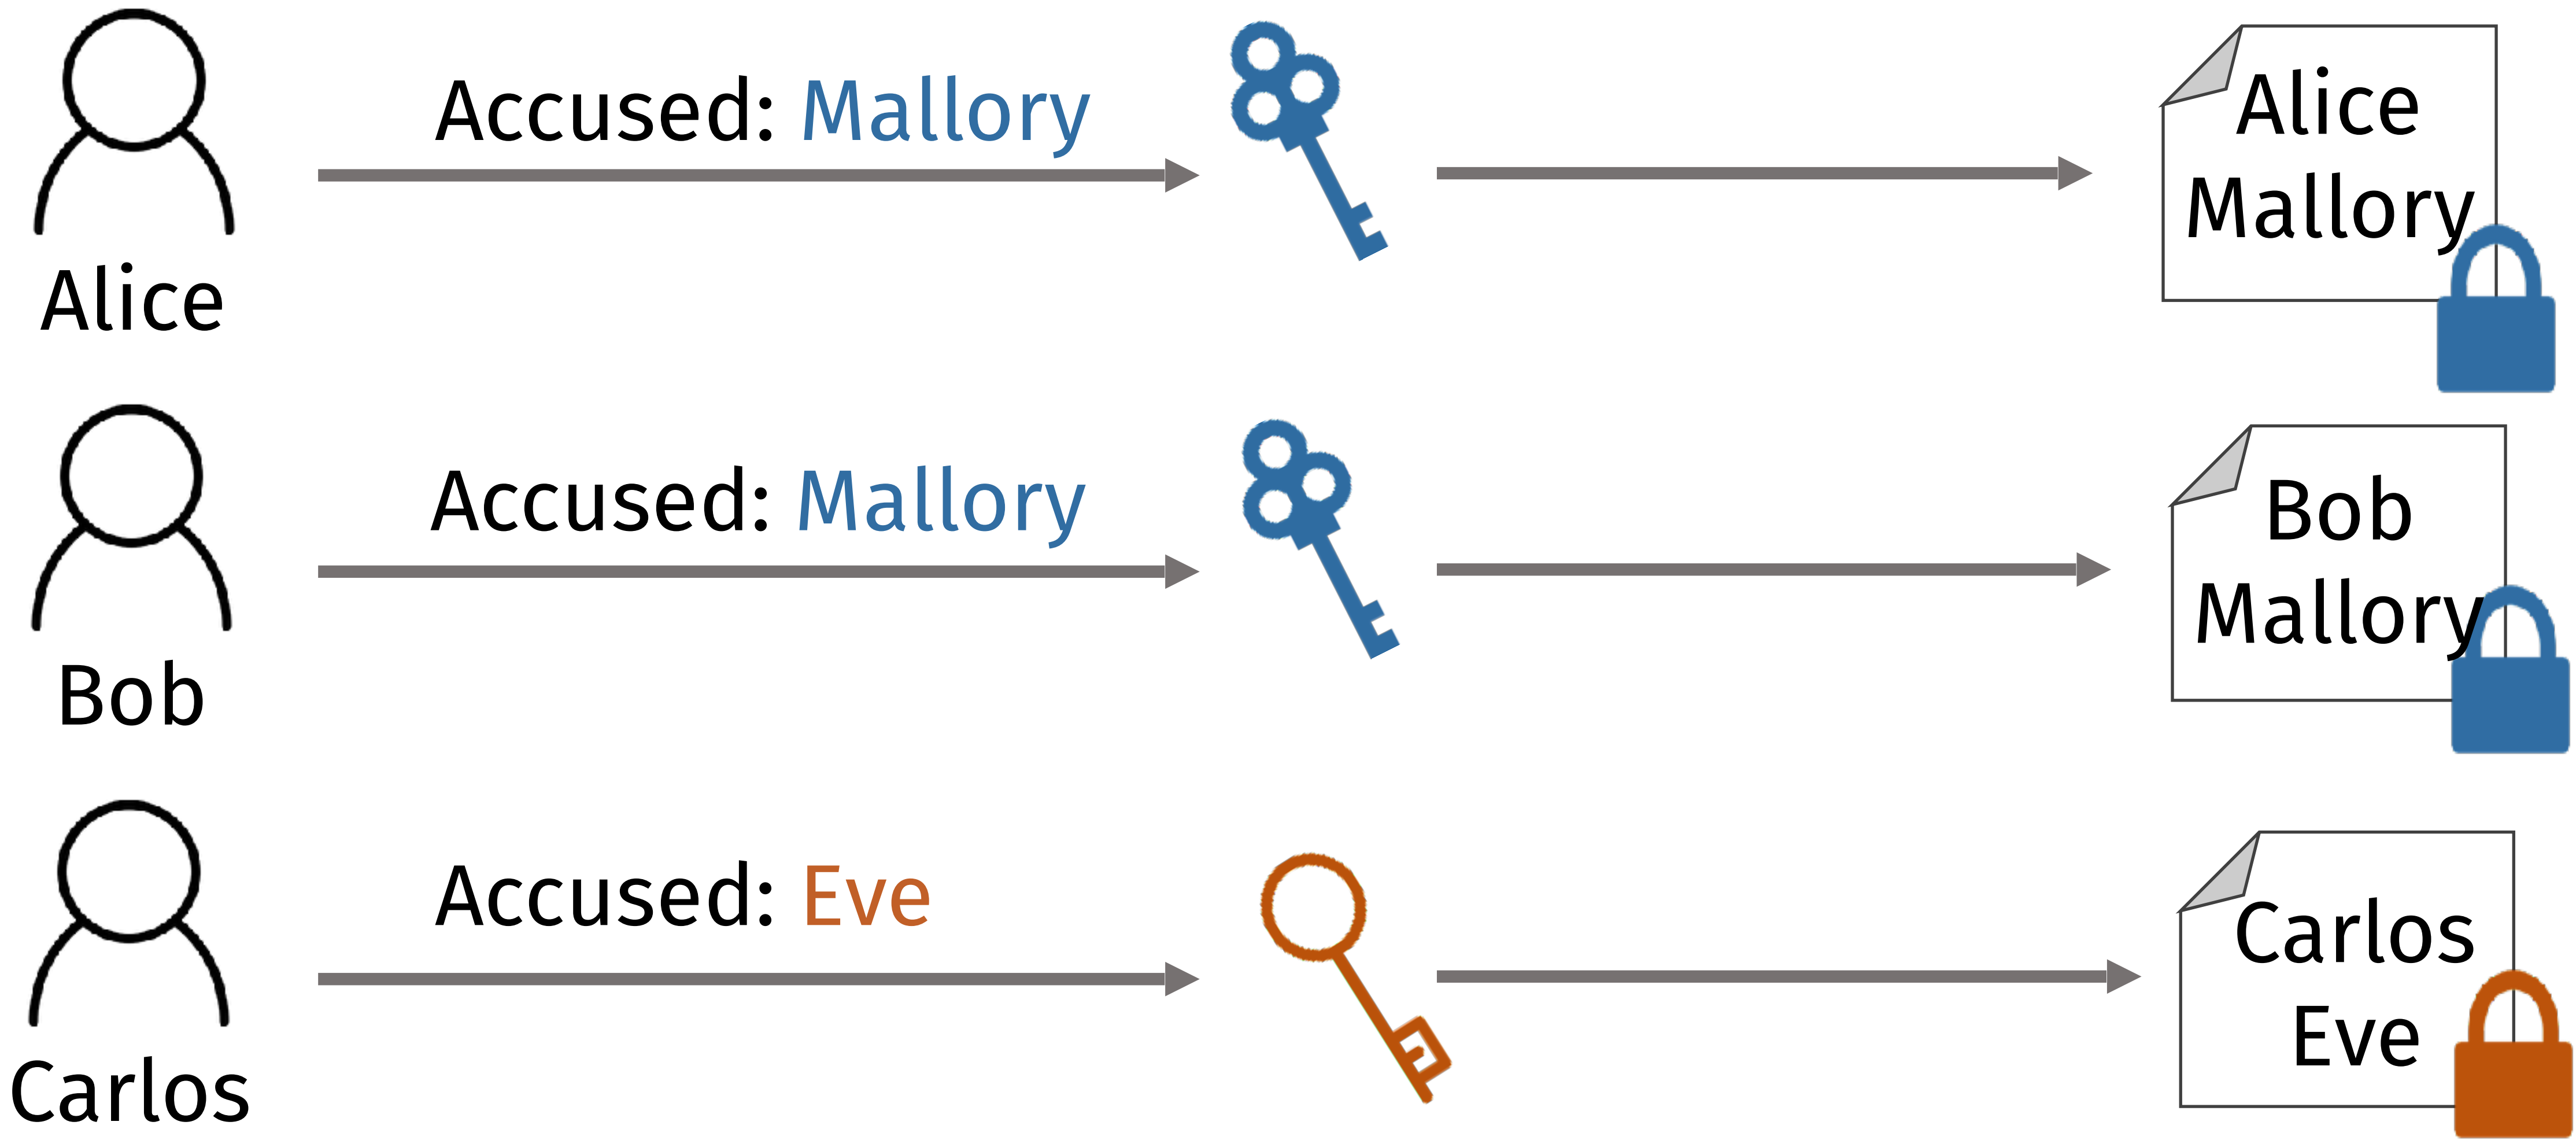 Accused: Mallory
Alice
Mallory
Alice
Accused: Mallory
Bob
Mallory
Bob
Accused: Eve
Carlos
Eve
Carlos